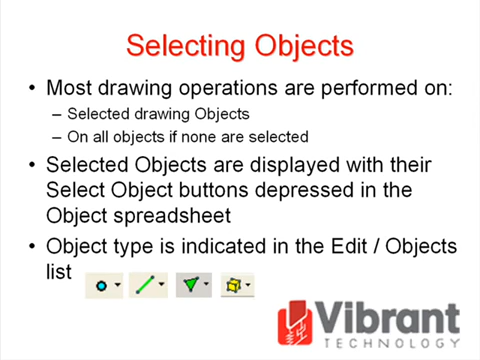 Selecting Objects
• Most drawing operations are performed on:
– Selected drawing Objects
– On all objects if none are selected
• Selected Objects are displayed with their
Select Object buttons depressed in the
Object spreadsheet
• Object type is indicated in the Edit / Objects
list
Vibrant
TECHNOLOGY